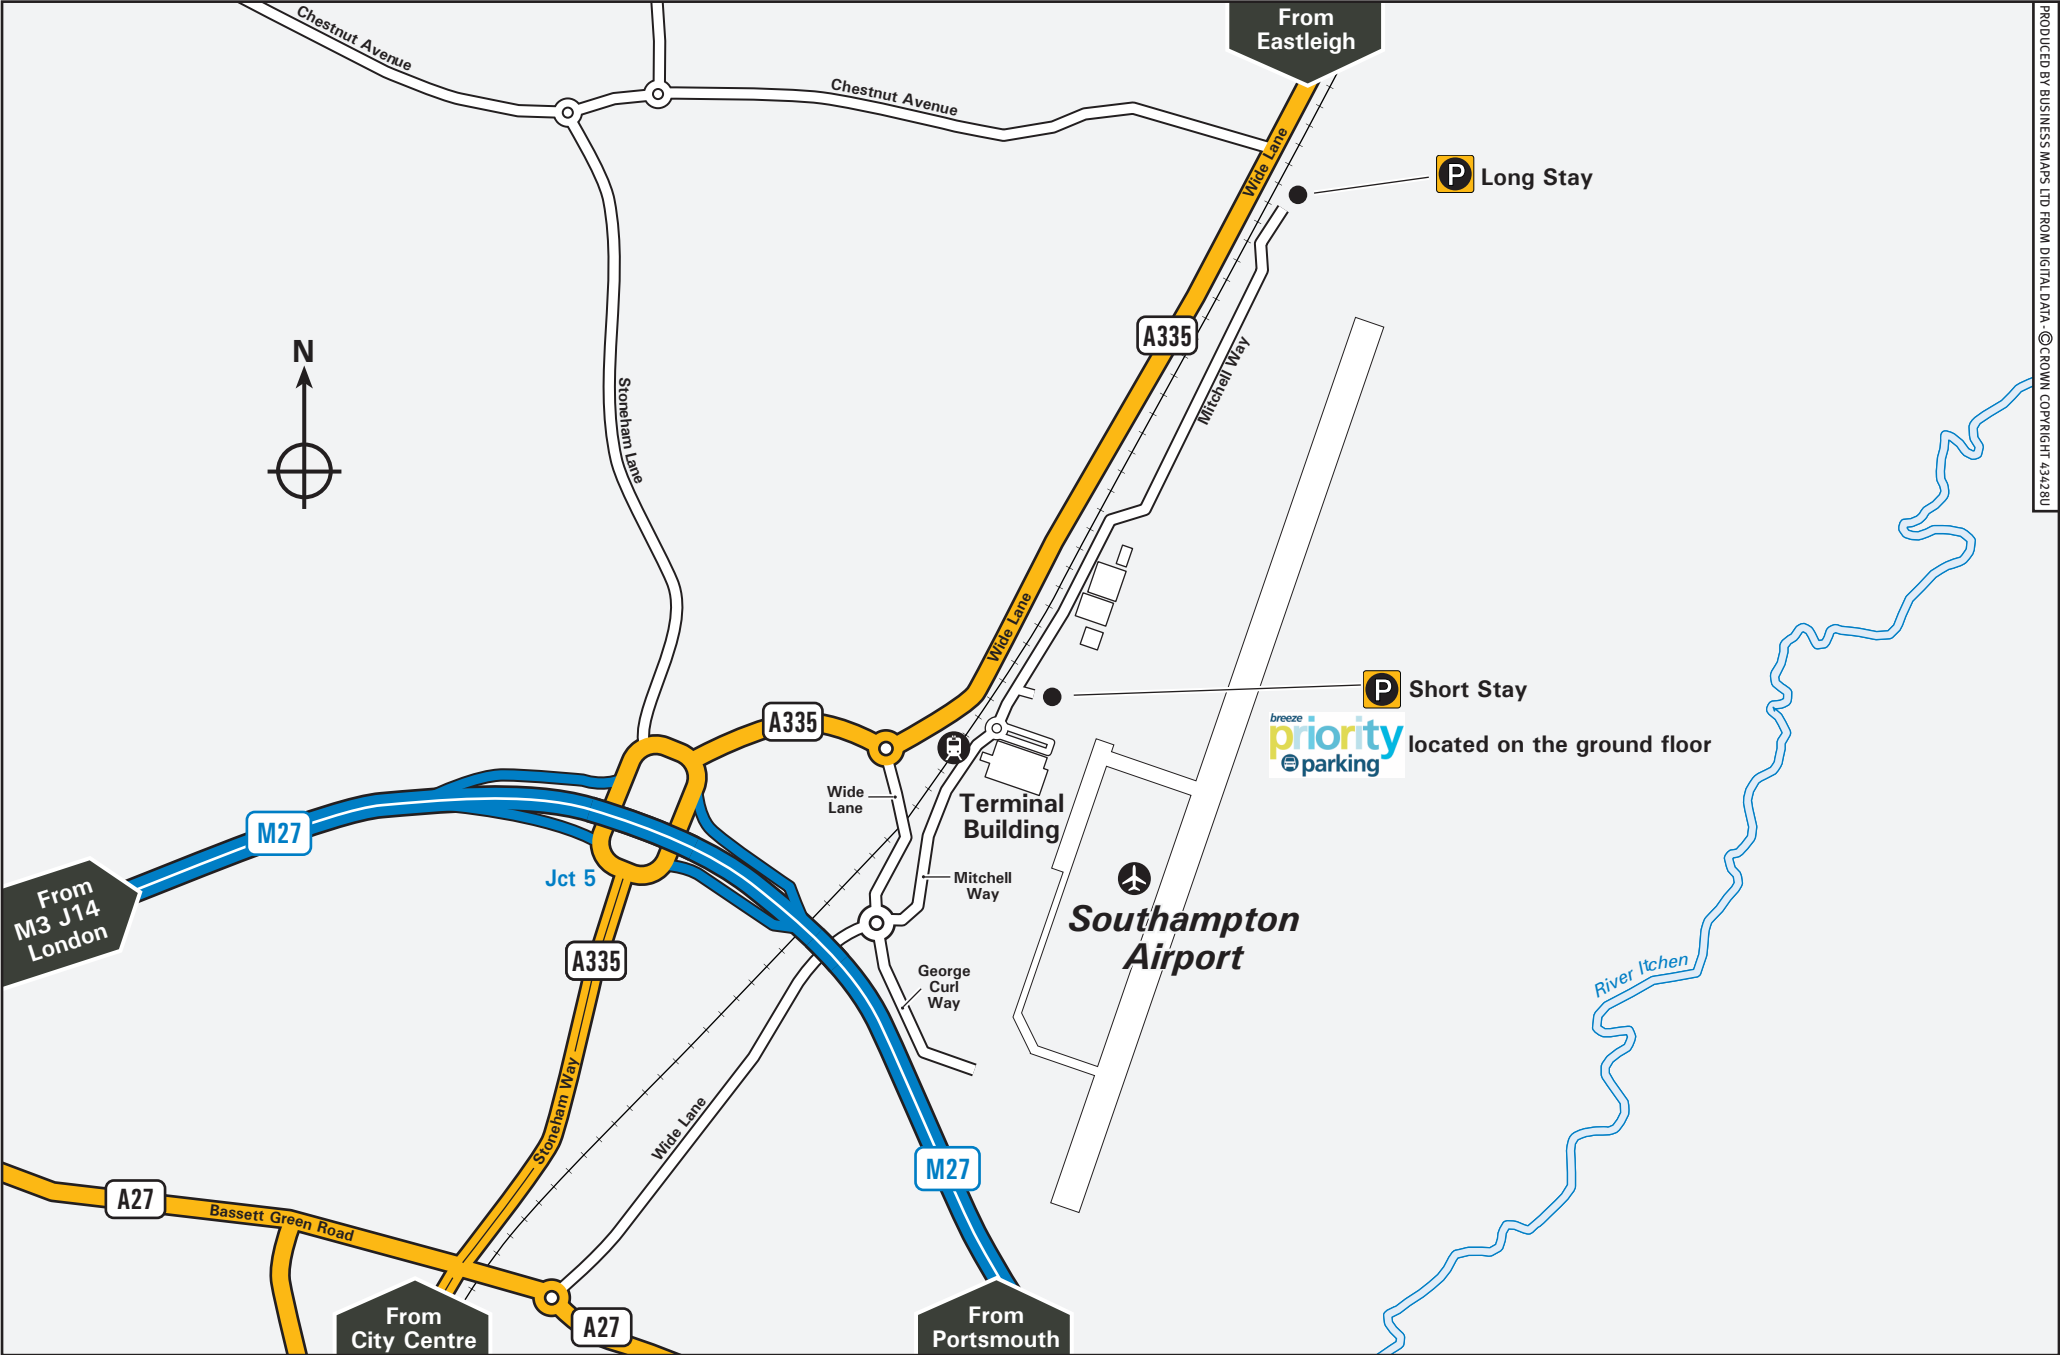 From
Eastleigh
PRODUCED BY BUSINESS MAPS LTD FROM DIGITAL DATA - © CROWN COPYRIGHT 43428U
Chestnut Avenue
Chestnut Avenue
Wide Lane
P Long Stay
A335
N
Mitchell Way
Stoneham Lane
Wide Lane
P Short Stay
breeze
priority
parking
located on the ground floor
A335
Wide
Lane
Terminal
Building
M27
Jct 5
Mitchell
Way
From
M3 J14
London
Southampton
Airport
A335
George
Curl
Way
River Itchen
Stoneham Way
Wide Lane
M27
A27
Bassett Green Road
From
City Centre
A27
From
Portsmouth